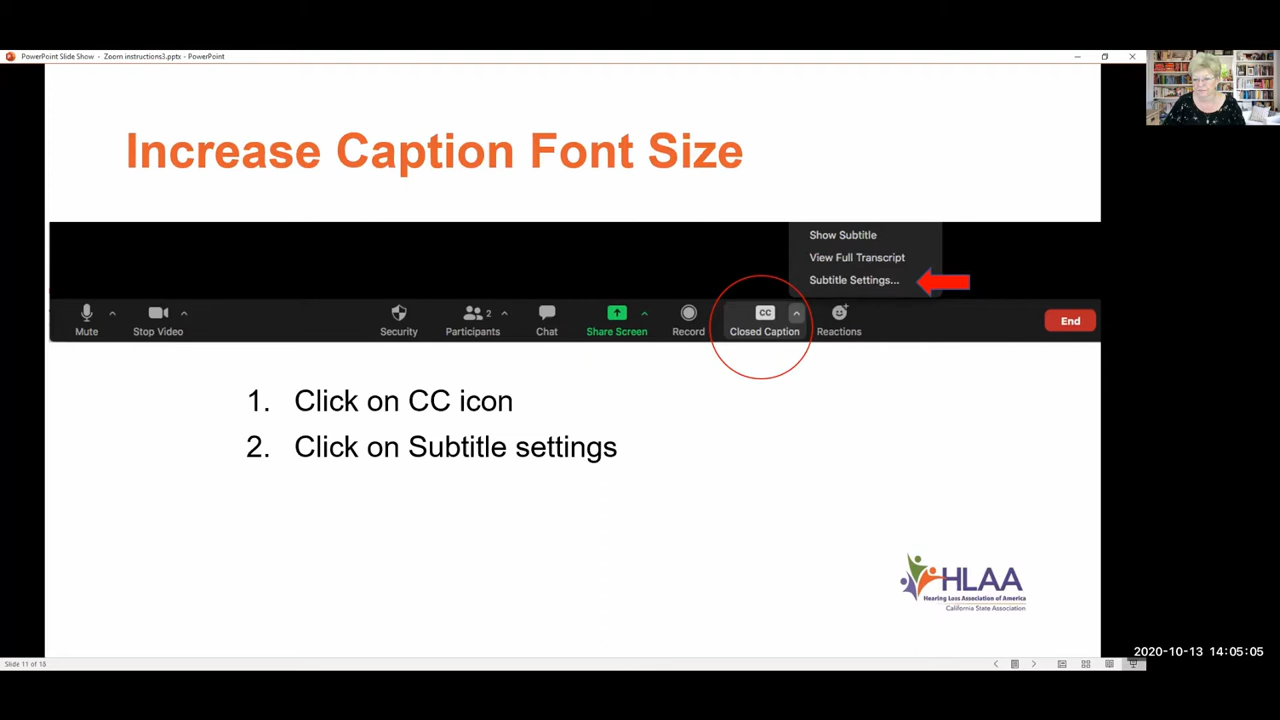 PowerPoint Slide Show - Zoom instructions3.pptx - PowerPoint
Increase Caption Font Size
Show Subtitle
View Full Transcript
Subtitle Settings...
2
CC
Mute
Stop Video
Security
Participants
Chat
Share Screen
Record
Closed Caption
Reactions
End
1. Click on CC icon
2. Click on Subtitle settings
HLAA
Hearing Loss Association of America
California State Association
2020-10-13 14:05:05
Slide 11 of 18